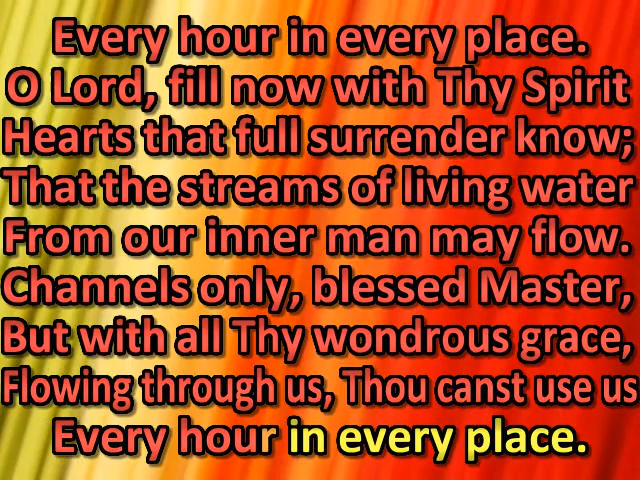 Every hour in every place.
O Lord, fill now with Thy Spirit
Hearts that full surrender know;
That the streams of living water
From our inner man may flow.
Channels only, blessed Master,
But with all Thy wondrous grace,
Flowing through us, Thou canst use us
Every hour in every place.